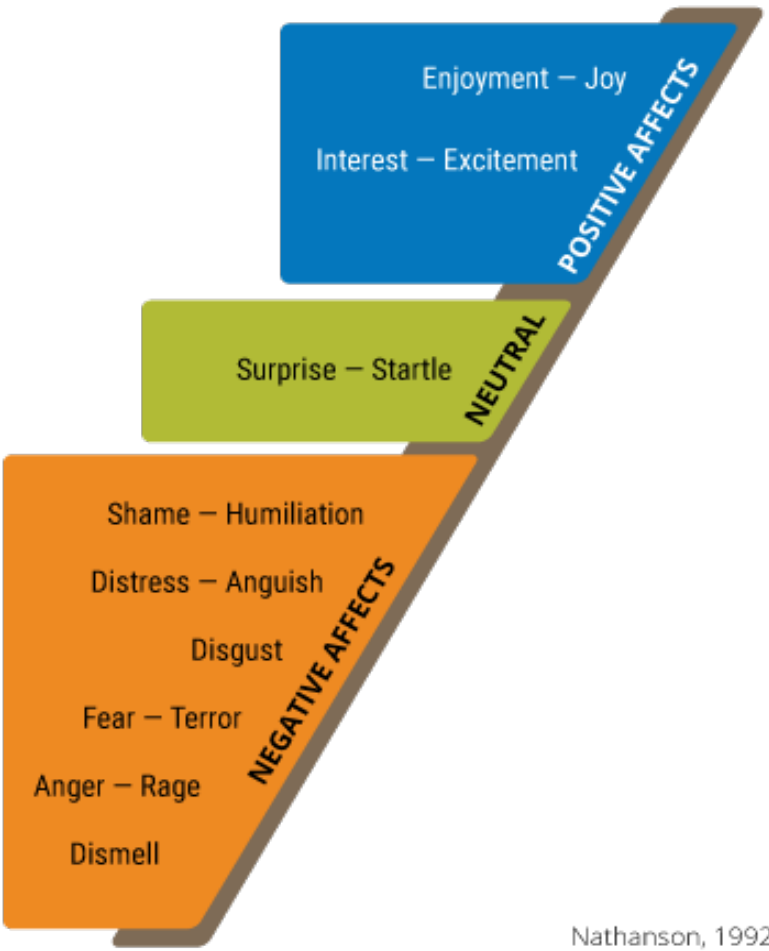 Enjoyment — Joy
Interest — Excitement
POSITIVE AFFECTS
Surprise — Startle
NEUTRAL
Shame — Humiliation
Distress — Anguish
Disgust
Fear — Terror
Anger — Rage
Dismell
NEGATIVE AFFECTS
Nathanson, 1992